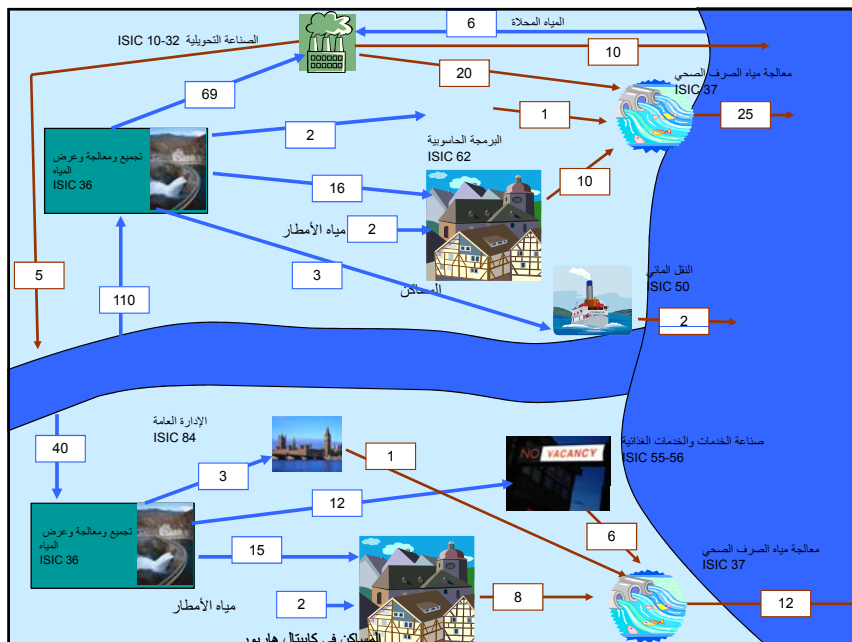 6
المياه المحلاة
الصناعة التحويلية ISIC 10-32
10
20
معالجة مياه الصرف الصحي
ISIC 37
69
1
25
2
البرمجة الحاسوبية
ISIC 62
تجميع ومعالجة وعرض
المياه
ISIC 36
16
10
مياه الأمطار
2
3
5
المساكن
النقل المائي
ISIC 50
110
2
الإدارة العامة
ISIC 84
40
1
NO VACANCY
صناعة الخدمات والخدمات الغذائية
ISIC 55-56
3
12
تجميع ومعالجة وعرض
المياه
ISIC 36
15
6
معالجة مياه الصرف الصحي
ISIC 37
مياه الأمطار
2
8
12
المساكن في كابيتال هاربور